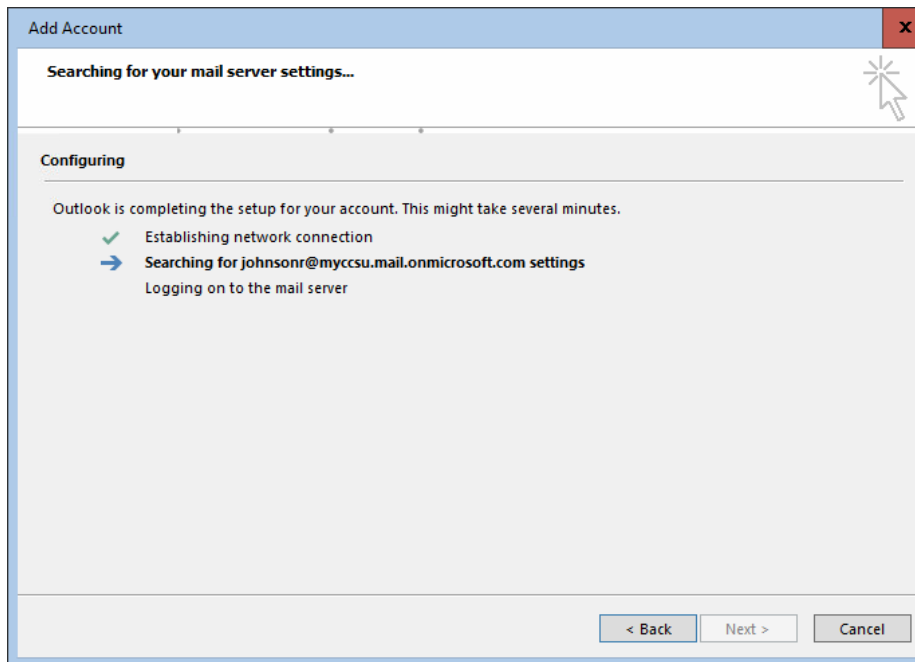 Add Account
x
Searching for your mail server settings...
Configuring
Outlook is completing the setup for your account. This might take several minutes.
Establishing network connection
Searching for johnsonr@myccsu.mail.onmicrosoft.com settings
Logging on to the mail server
< Back Next > Cancel